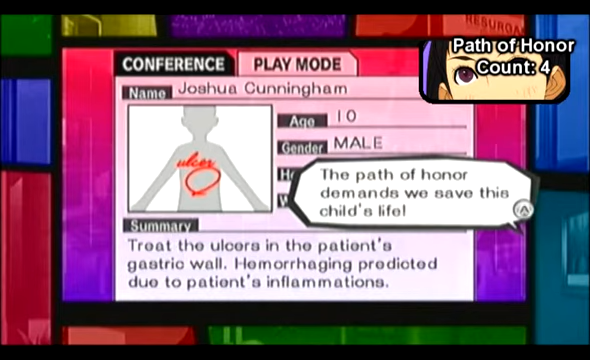 RESURGA
Path of Honor
Count: 4
CONFERENCE
PLAY MODE
Name Joshua Cunningham
Age 10
Gender MALE
ulcer
The path of honor
demands we save this
child's life!
A
Summary
Treat the ulcers in the patient's
gastric wall. Hemorrhaging predicted
due to patient's inflammations.